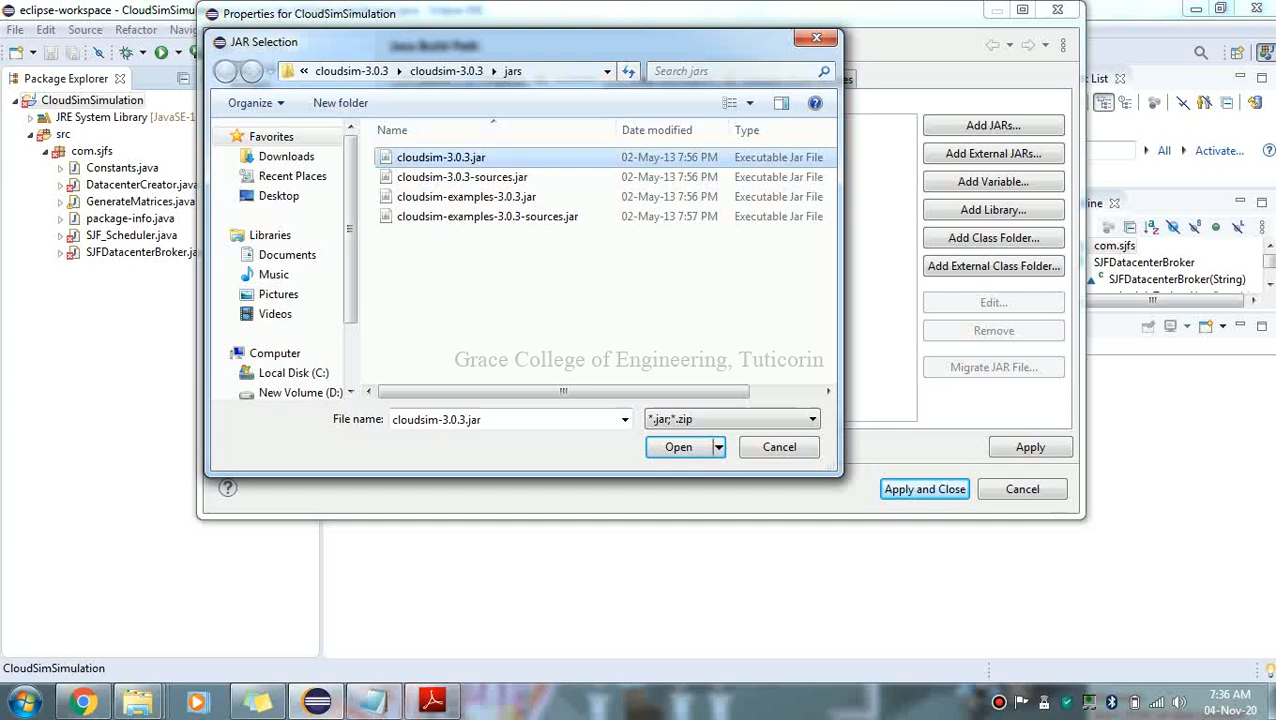 eclipse-workspace - CloudSimSimu
Properties for CloudSimSimulation
File Edit Source Refactor Navig
JAR Selection
Java Build Path
« cloudsim-3.0.3 cloudsim-3.0.3 jars
Search jars
Package Explorer
List
Organize
New folder
CloudSimSimulation
JRE System Library [JavaSE-1
src
com.sjfs
Constants.java
DatacenterCreator.java
GenerateMatrices.java
package-info.java
SJF_Scheduler.java
SJFDatacenterBroker.ja
Favorites
Downloads
Recent Places
Desktop
Libraries
Documents
Music
Pictures
Videos
Computer
Local Disk (C:)
New Volume (D:)
Name Date modified Type
cloudsim-3.0.3.jar 02-May-13 7:56 PM Executable Jar File
cloudsim-3.0.3-sources.jar 02-May-13 7:56 PM Executable Jar File
cloudsim-examples-3.0.3.jar 02-May-13 7:56 PM Executable Jar File
cloudsim-examples-3.0.3-sources.jar 02-May-13 7:57 PM Executable Jar File
Grace College of Engineering, Tuticorin
File name: cloudsim-3.0.3.jar
*.jar;*.zip
Open
Cancel
Add JARs...
Add External JARs...
Add Variable...
Add Library...
Add Class Folder...
Add External Class Folder...
Edit...
Remove
Migrate JAR File...
Apply
Apply and Close
Cancel
All
Activate...
com.sjfs
SJFDatacenterBroker
SJFDatacenterBroker(String)
CloudSimSimulation
7:36 AM
04-Nov-20